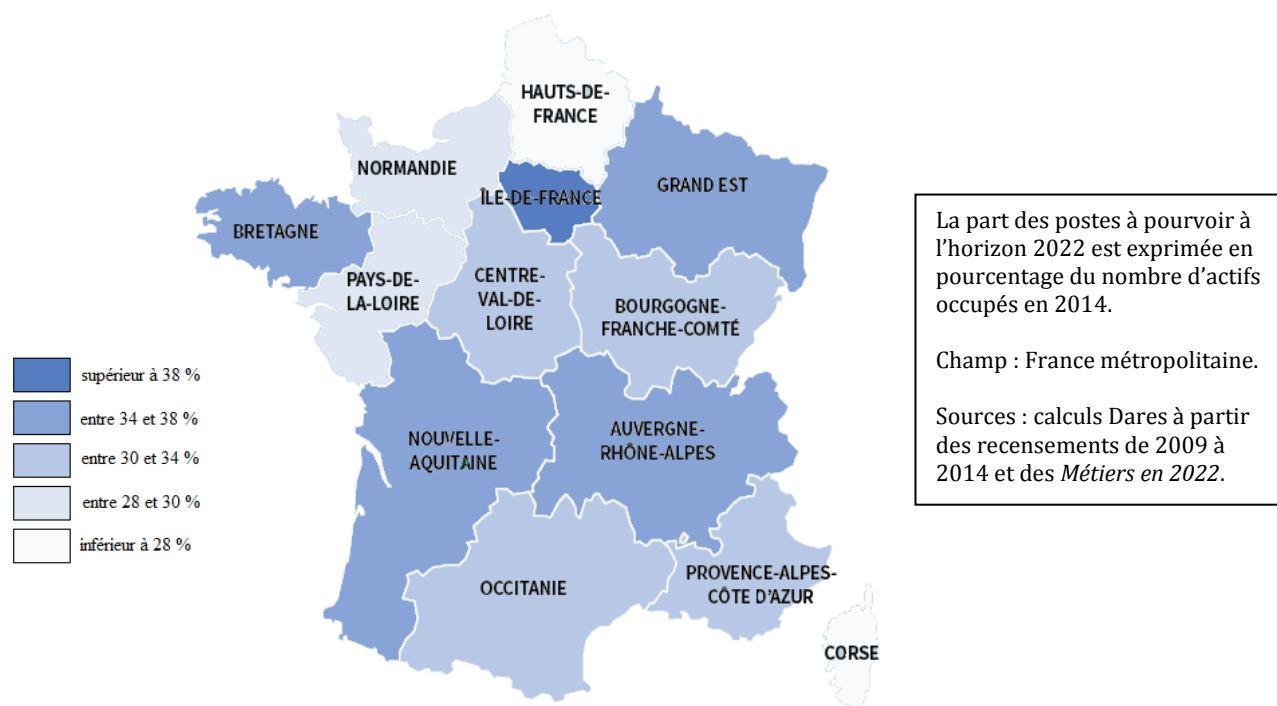 HAUTS-DE-
FRANCE
NORMANDIE
ÎLE-DE-FRANCE
GRAND EST
BRETAGNE
PAYS-DE-
LA-LOIRE
CENTRE-
VAL-DE-
LOIRE
BOURGOGNE-
FRANCHE-COMTÉ
NOUVELLE-
AQUITAINE
AUVERGNE-
RHÔNE-ALPES
OCCITANIE
PROVENCE-ALPES-
CÔTE D'AZUR
CORSE
supérieur à 38 %
entre 34 et 38 %
entre 30 et 34 %
entre 28 et 30 %
inférieur à 28 %
La part des postes à pourvoir à
l'horizon 2022 est exprimée en
pourcentage du nombre d'actifs
occupés en 2014.
Champ : France métropolitaine.
Sources : calculs Dares à partir
des recensements de 2009 à
2014 et des Métiers en 2022.